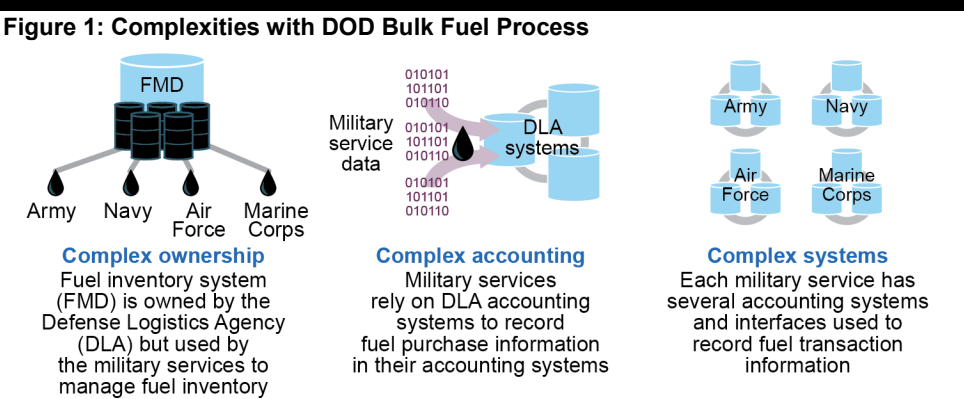 Figure 1: Complexities with DOD Bulk Fuel Process
FMD
Army
Navy
Air
Force
Marine
Corps
Complex ownership
Fuel inventory system
(FMD) is owned by the
Defense Logistics Agency
(DLA) but used by
the military services to
manage fuel inventory
Military
service
data
010101
101101
010110
010101
101101
010110
010101
101101
010110
DLA
systems
Complex accounting
Military services
rely on DLA accounting
systems to record
fuel purchase information
in their accounting systems
Army
Navy
Air
Force
Marine
Corps
Complex systems
Each military service has
several accounting systems
and interfaces used to
record fuel transaction
information